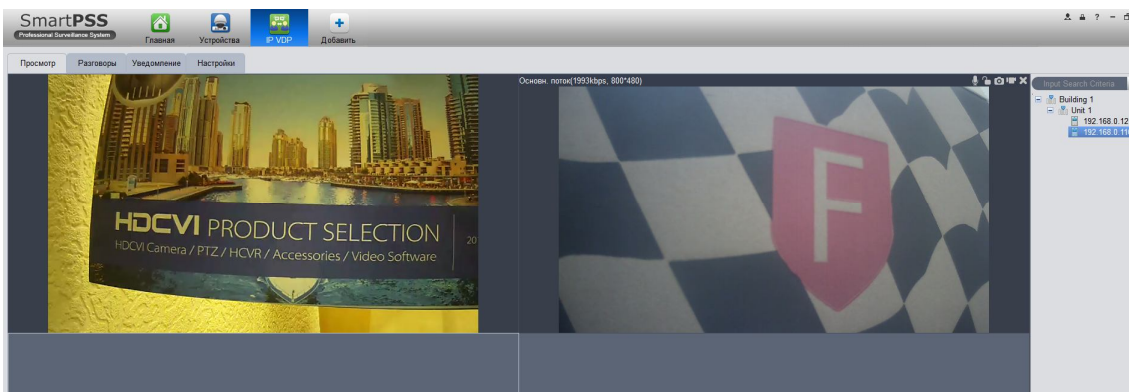 SmartPSS
Professional Surveillance System
Главная
Устройства
IP VDP
Добавить
Просмотр
Разговоры
Уведомление
Настройки
Основн. поток(1993kbps, 800*480)
Input Search Criteria
Building 1
Unit 1
192.168.0.12
192.168.0.11
HDCVI PRODUCT SELECTION
20
HDCVI Camera / PTZ / HCVR / Accessories / Video Software
F